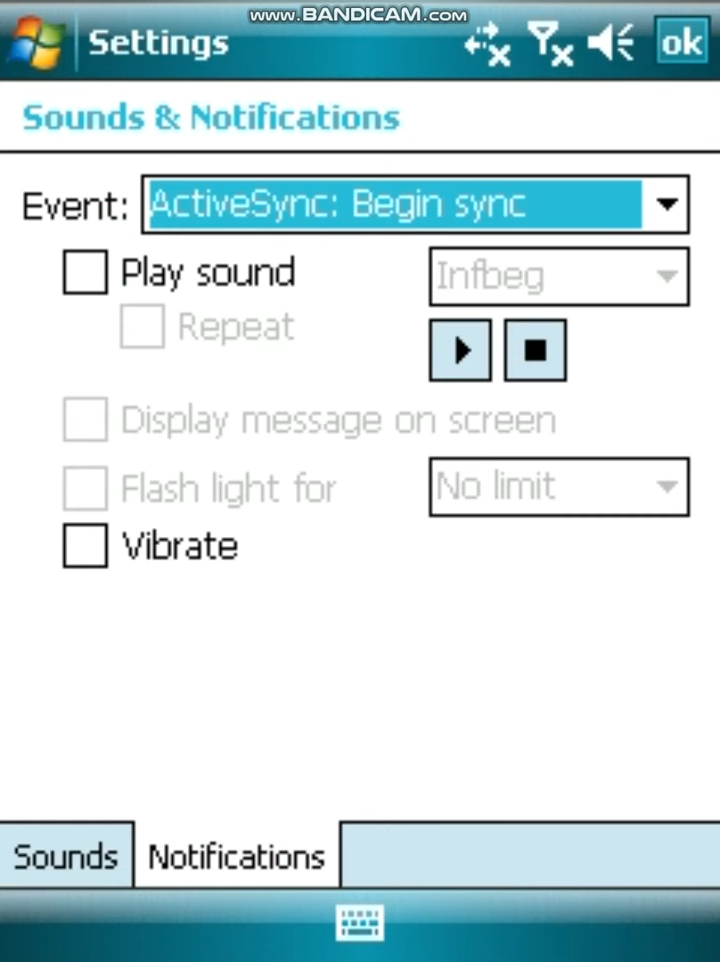 www.BANDICAM.com
Settings
ok
Sounds & Notifications
Event: ActiveSync: Begin sync
Play sound Infbeg
Repeat
Display message on screen
Flash light for No limit
Vibrate
Sounds Notifications